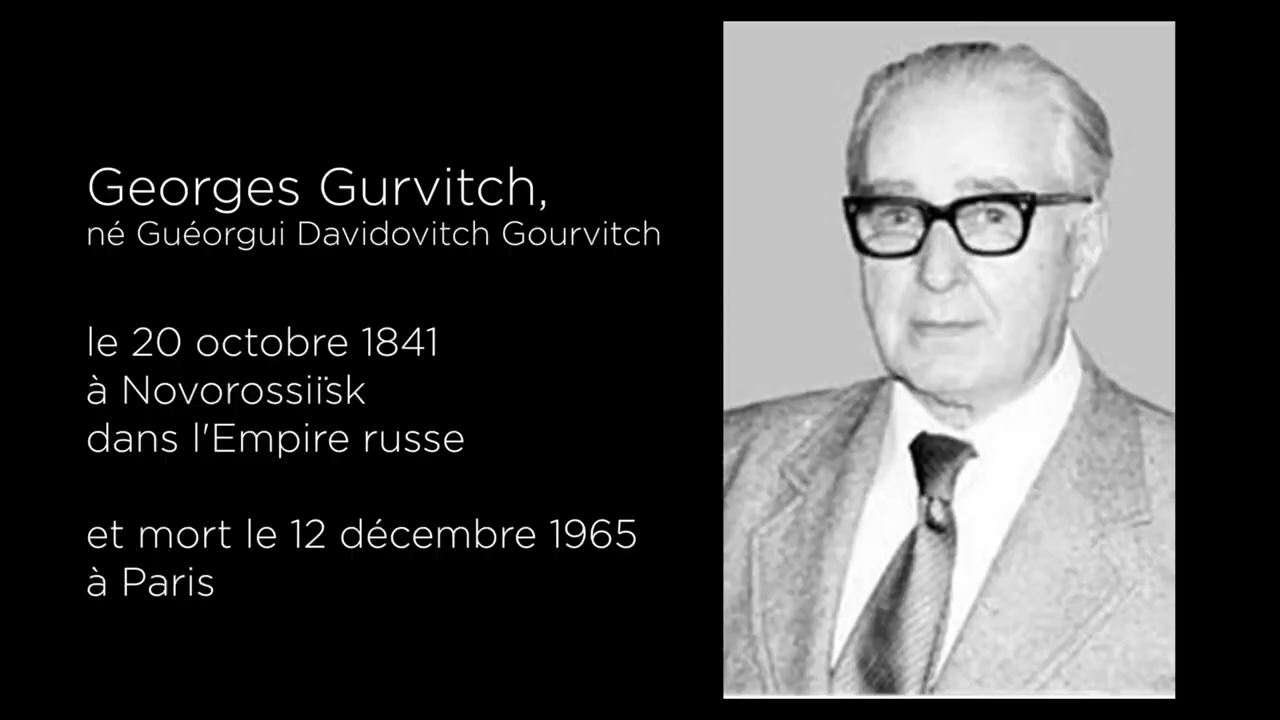 Georges Gurvitch,
né Guéorgui Davidovitch Gourvitch
le 20 octobre 1841
à Novorossiïsk
dans l'Empire russe
et mort le 12 décembre 1965
à Paris